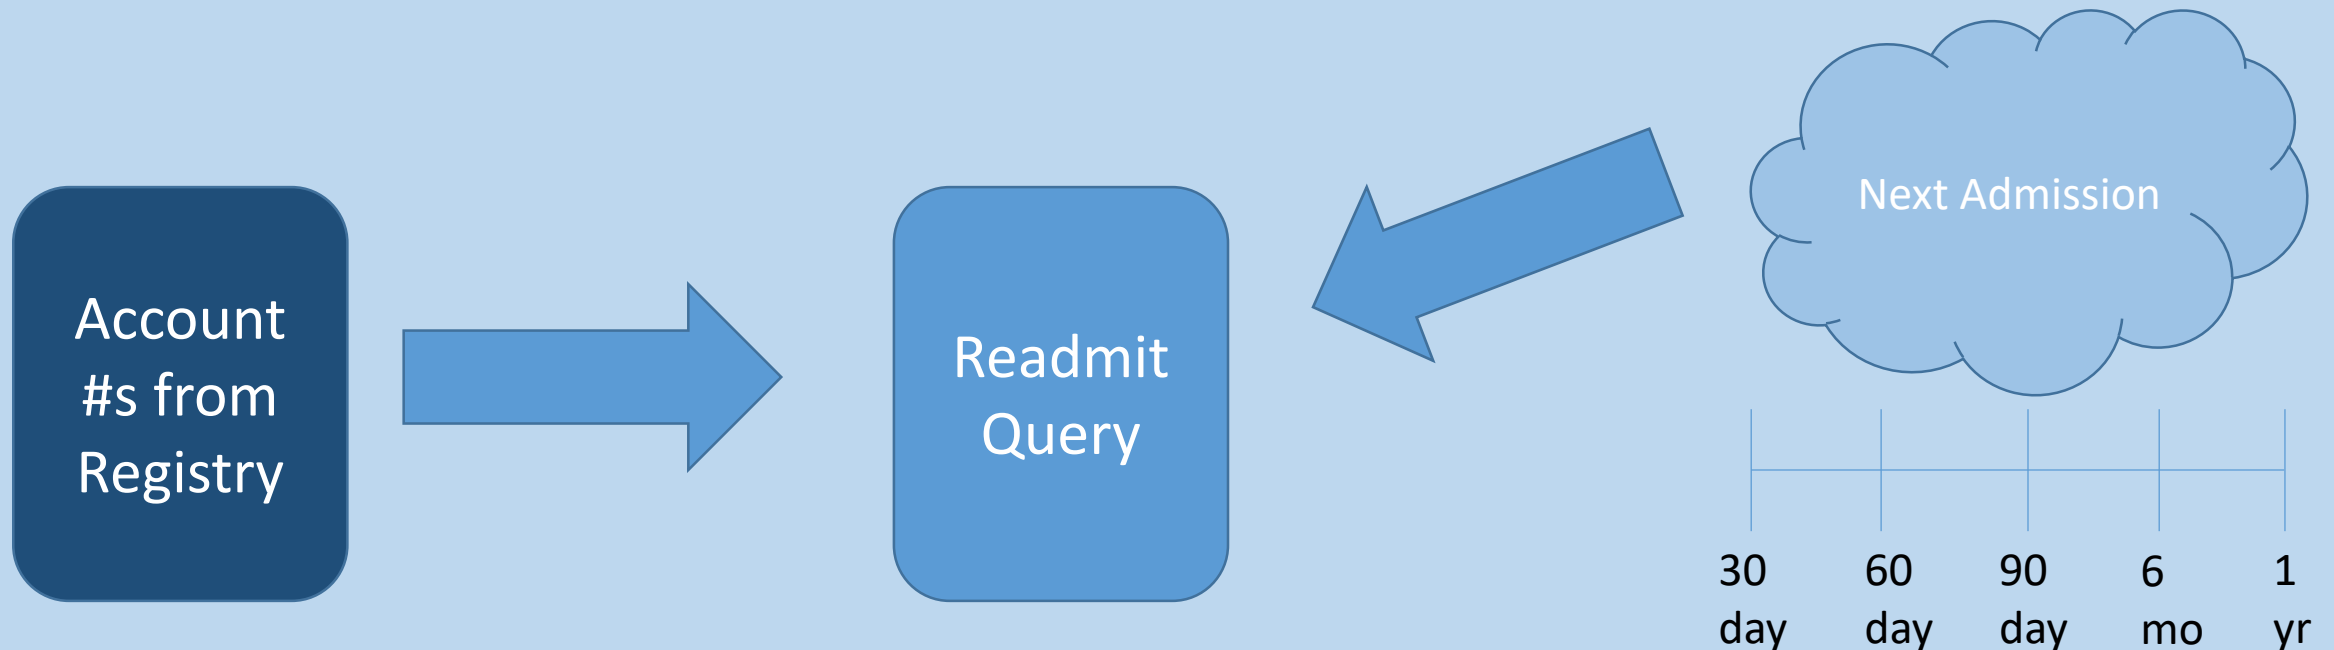 Account
#s from
Registry
Readmit
Query
Next Admission
30
day
60
day
90
day
6
mo
1
yr